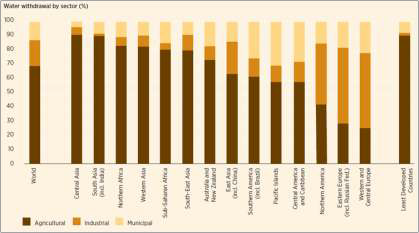 Water withdrawal by sector (%)
100
90
80
70
60
50
40
30
20
10
0
World
Central Asia
South Asia
(incl. India)
Northern Africa
Western Asia
Sub-Saharan Africa
South-East Asia
Australia and
New Zealand
East Asia
(incl. China)
Southern America
(incl. Brazil)
Pacific Islands
Central America
and Caribbean
Northern America
Eastern Europe
(incl. Russian Fed.)
Western and
Central Europe
Least Developed
Countries
Agricultural
Industrial
Municipal